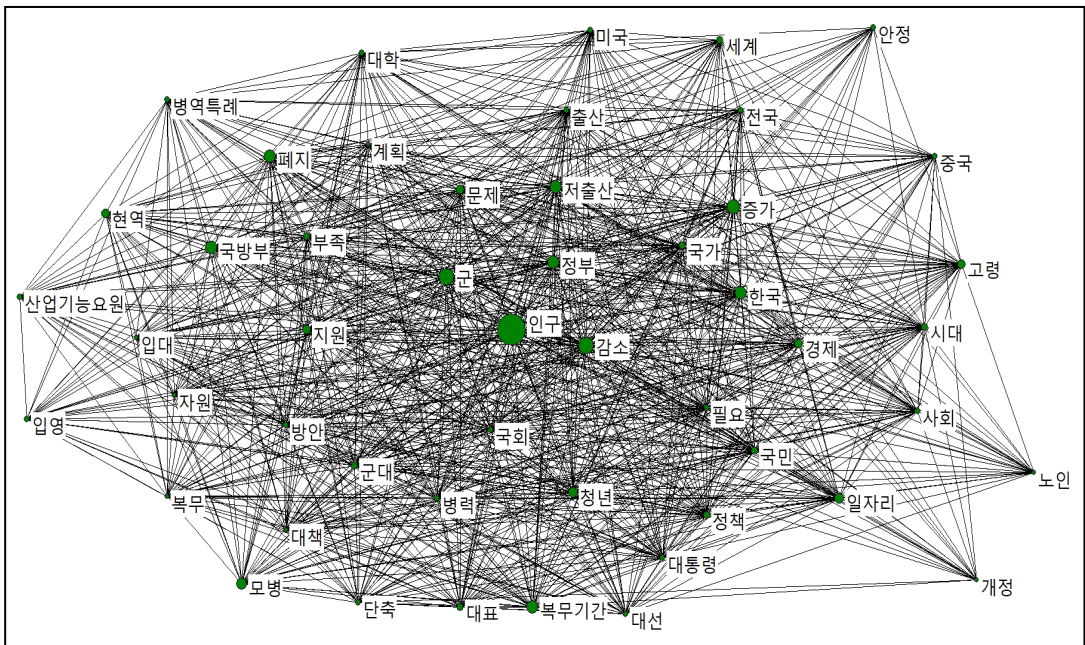 미국
세계
안정
대학
병역특례
출산
전국
계획
폐지
중국
문제
저출산
증가
현역
부족
국방부
국가
정부
고령
군
한국
산업기능요원
인구
시대
지원
입대
감소
경제
자원
필요
사회
입영
방안
국회
국민
군대
노인
복무
병력
청년
일자리
정책
대책
대통령
모병
개정
단축
대표
복무기간
대선